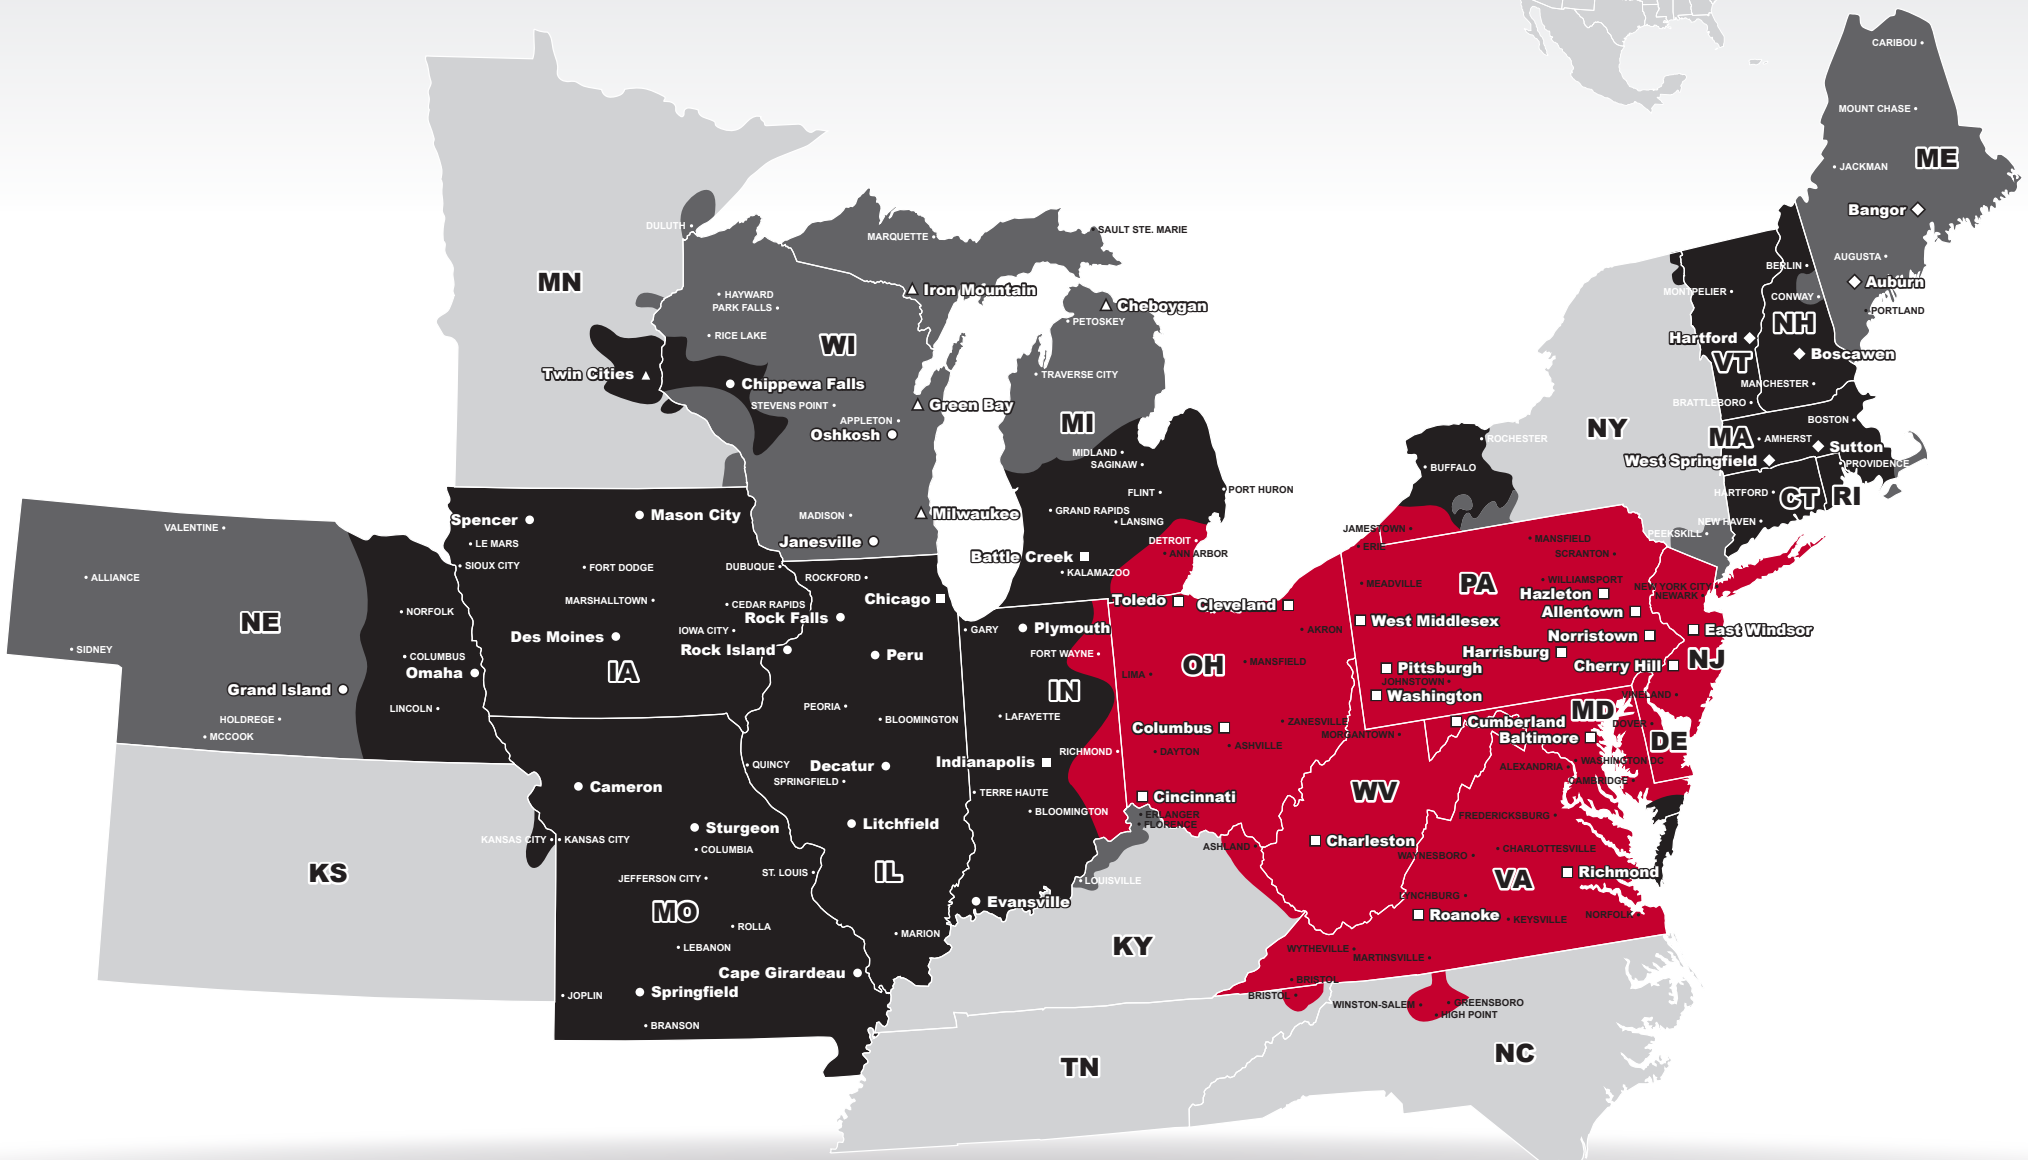 CARIBOU
MOUNT CHASE
ME
JACKMAN
Bangor
DULUTH
MARQUETTE
SAULT STE. MARIE
AUGUSTA
BERLIN
MN
Auburn
MONTPELIER
Iron Mountain
HAYWARD
CONWAY
PARK FALLS
Cheboygan
PORTLAND
PETOSKEY
NH
RICE LAKE
WI
Hartford
Boscawen
VT
Twin Cities
TRAVERSE CITY
Chippewa Falls
MANCHESTER
STEVENS POINT
Green Bay
BRATTLEBORO
APPLETON
MI
BOSTON
NY
Oshkosh
ROCHESTER
MA
AMHERST
Sutton
MIDLAND
SAGINAW
BUFFALO
West Springfield
PROVIDENCE
FLINT
PORT HURON
HARTFORD
CT
RI
GRAND RAPIDS
Milwaukee
Spencer
Mason City
MADISON
LANSING
NEW HAVEN
VALENTINE
JAMESTOWN
PEEKSKILL
LE MARS
Janesville
DETROIT
ERIE
MANSFIELD
Battle Creek
ANN ARBOR
SCRANTON
SIOUX CITY
FORT DODGE
DUBUQUE
KALAMAZOO
ALLIANCE
ROCKFORD
MEADVILLE
PA
WILLIAMSPORT
NEW YORK CITY
Hazleton
NEWARK
MARSHALLTOWN
CEDAR RAPIDS
Chicago
Toledo
Cleveland
Allentown
NORFOLK
Rock Falls
NE
West Middlesex
IOWA CITY
GARY
Plymouth
AKRON
Norristown
East Windsor
Des Moines
SIDNEY
Rock Island
Peru
FORT WAYNE
Harrisburg
COLUMBUS
Omaha
IA
MANSFIELD
OH
Pittsburgh
Cherry Hill
NJ
LIMA
JOHNSTOWN
Grand Island
IN
Washington
VINELAND
LINCOLN
PEORIA
MD
HOLDREGE
BLOOMINGTON
LAFAYETTE
Columbus
ZANESVILLE
Cumberland
DOVER
MCCOOK
MORGANTOWN
Baltimore
DE
RICHMOND
DAYTON
ASHVILLE
QUINCY
Decatur
Indianapolis
ALEXANDRIA
WASHINGTON DC
SPRINGFIELD
CAMBRIDGE
Cameron
TERRE HAUTE
Cincinnati
WV
BLOOMINGTON
ERLANGER
FREDERICKSBURG
Sturgeon
Litchfield
FLORENCE
KANSAS CITY
KANSAS CITY
Charleston
COLUMBIA
ASHLAND
CHARLOTTESVILLE
WAYNESBORO
KS
ST. LOUIS
IL
Richmond
JEFFERSON CITY
LOUISVILLE
VA
LYNCHBURG
Evansville
MO
Roanoke
KEYSVILLE
NORFOLK
ROLLA
MARION
LEBANON
KY
WYTHEVILLE
MARTINSVILLE
Cape Girardeau
BRISTOL
Springfield
JOPLIN
BRISTOL
WINSTON-SALEM
GREENSBORO
HIGH POINT
BRANSON
TN
NC